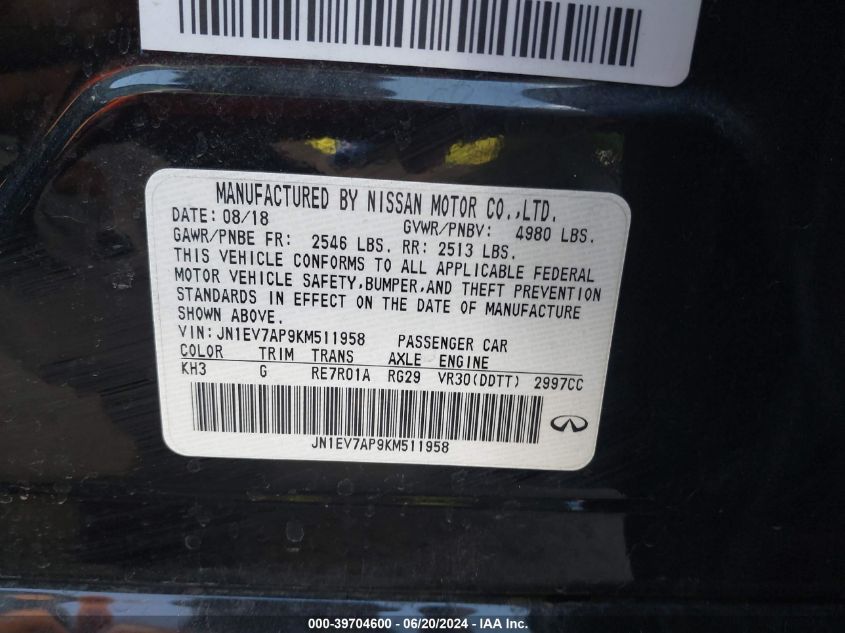 MANUFACTURED BY NISSAN MOTOR CO.,LTD.
DATE: 08/18 GVWR/PNBV: 4980 LBS.
GAWR/PNBE FR: 2546 LBS. RR: 2513 LBS.
THIS VEHICLE CONFORMS TO ALL APPLICABLE FEDERAL
MOTOR VEHICLE SAFETY,BUMPER,AND THEFT PREVENTION
STANDARDS IN EFFECT ON THE DATE OF MANUFACTURE
SHOWN ABOVE.
VIN: JN1EV7AP9KM511958 PASSENGER CAR
COLOR TRIM TRANS AXLE ENGINE
KH3 G RE7R01A RG29 VR30(DDTT) 2997CC
JN1EV7AP9KM511958
000-39704600 - 06/20/2024 - IAAI.com